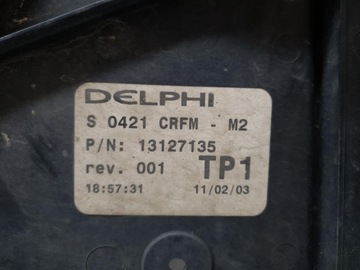 DELPHI
S 0421 CRFM - M2
P/N: 13127135
rev. 001 TP1
18:57:31 11/02/03